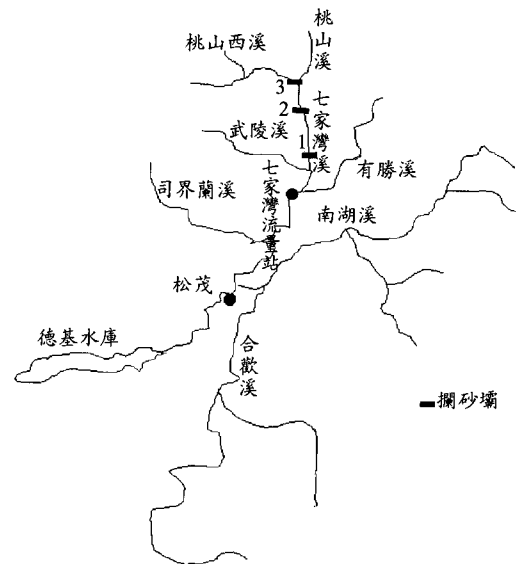 桃山溪
桃山西溪
3
2
七家灣溪
武陵溪
1
有勝溪
七家灣流量站
司界蘭溪
南湖溪
松茂
德基水庫
合歡溪
攔砂壩